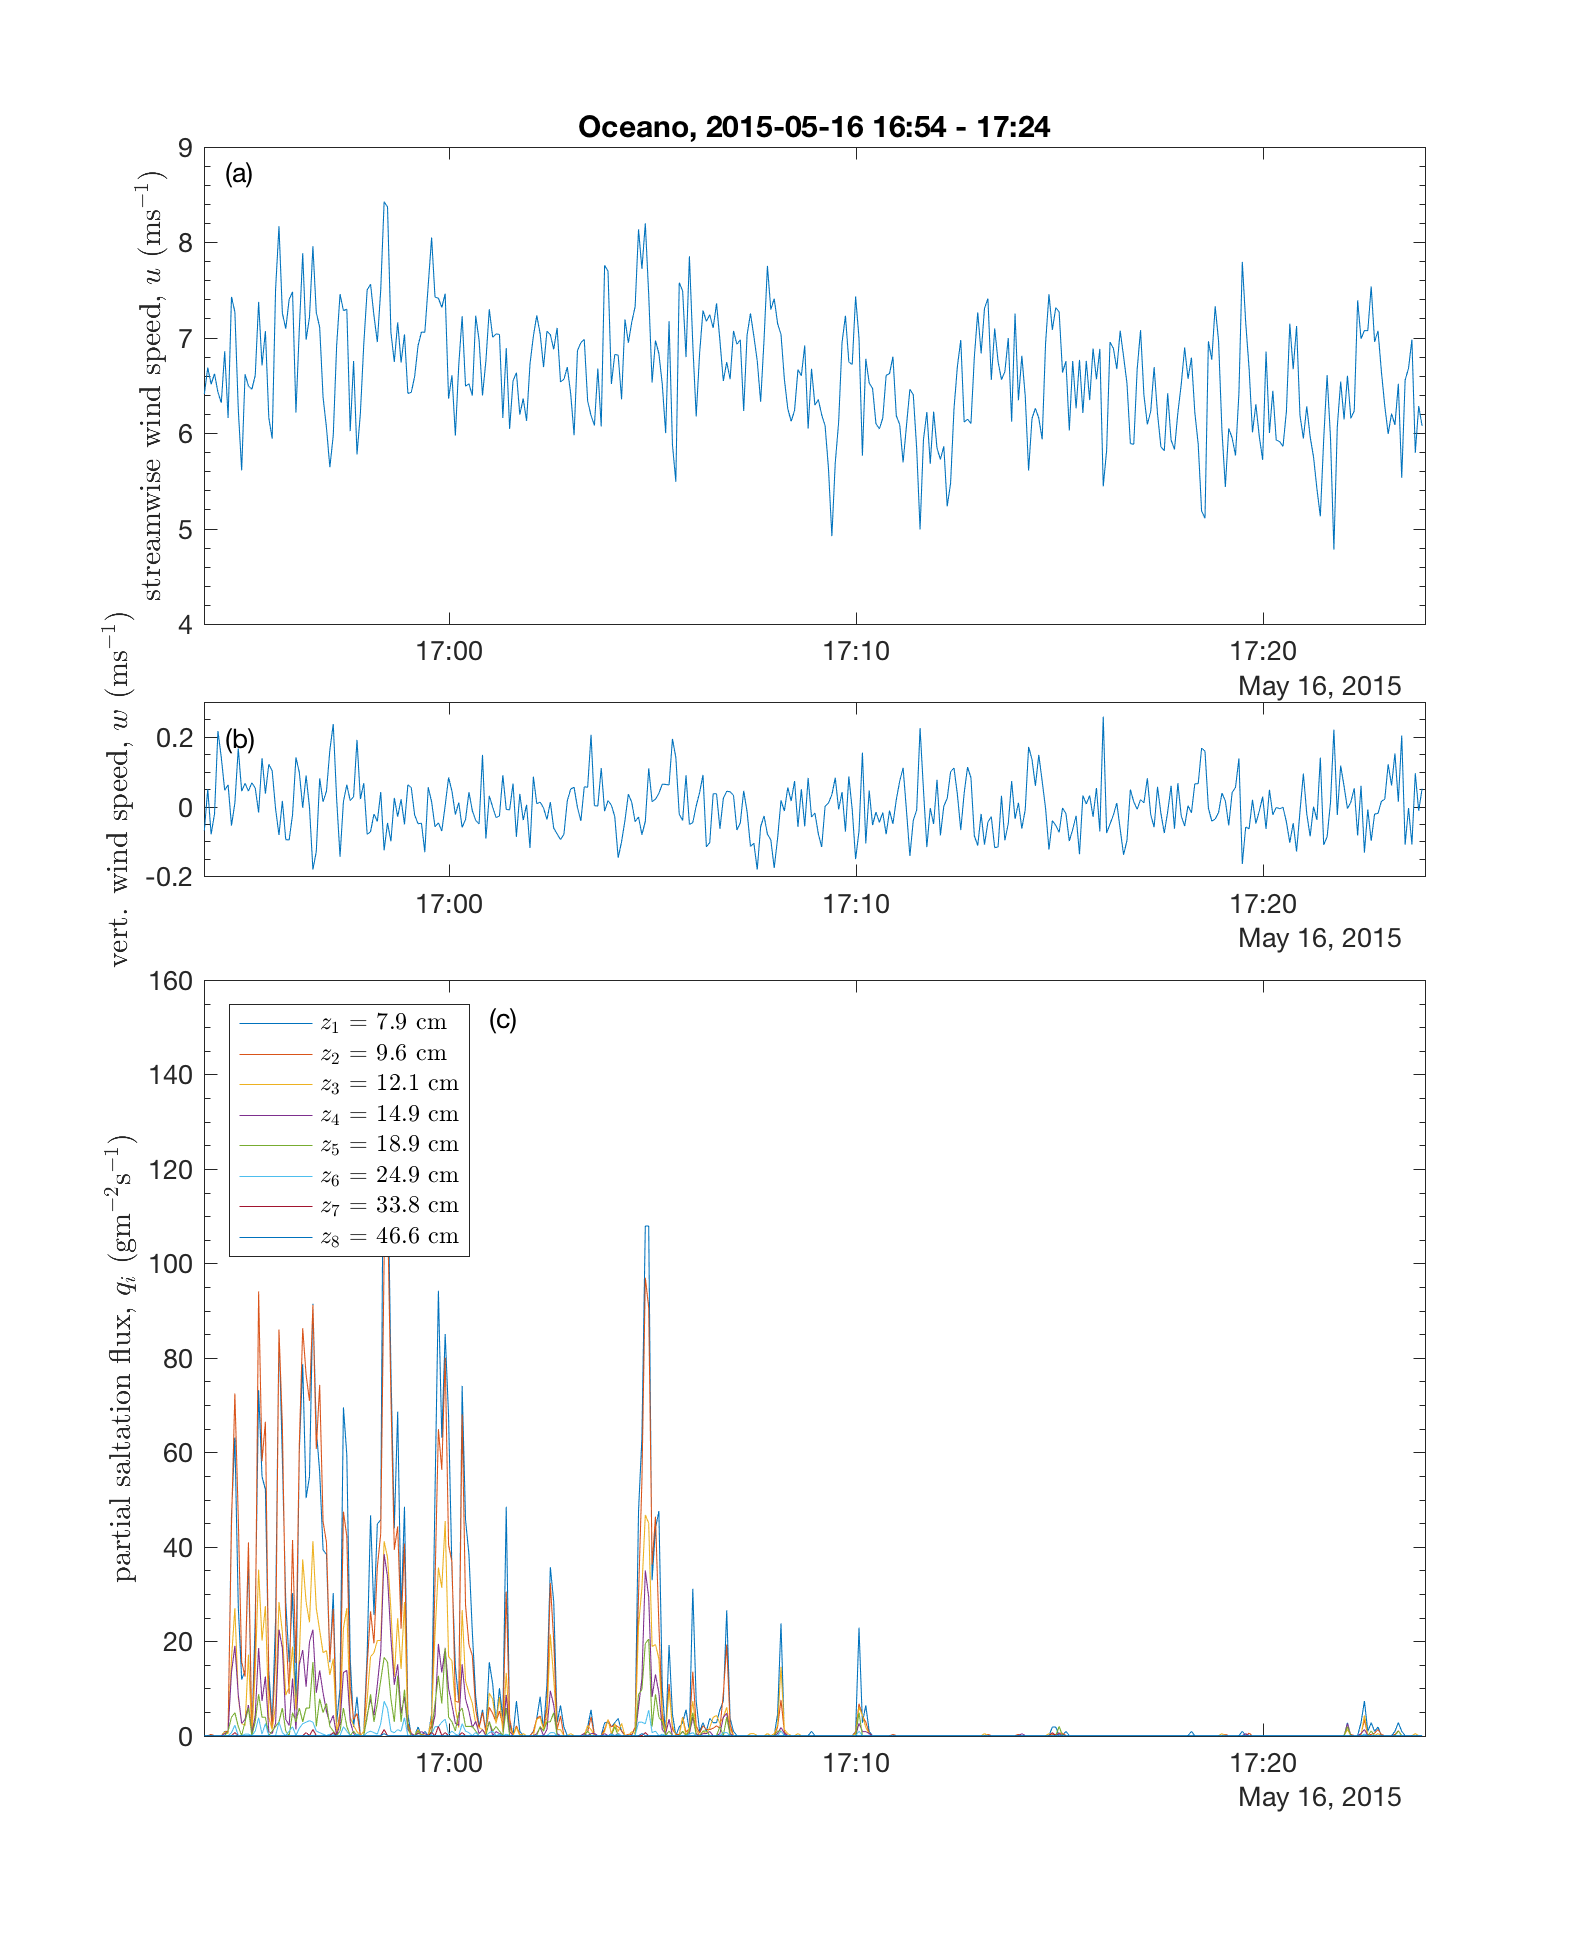 Oceano, 2015-05-16 16:54 - 17:24
(a)
streamwise wind speed, u (ms⁻¹)
9
8
7
6
5
4
17:00 17:10 17:20
May 16, 2015
(b)
vert. wind speed, w (ms⁻¹)
0.2
0
-0.2
17:00 17:10 17:20
May 16, 2015
(c)
partial saltation flux, qᵢ (gm⁻²s⁻¹)
160
140
120
100
80
60
40
20
0
z₁ = 7.9 cm
z₂ = 9.6 cm
z₃ = 12.1 cm
z₄ = 14.9 cm
z₅ = 18.9 cm
z₆ = 24.9 cm
z₇ = 33.8 cm
z₈ = 46.6 cm
17:00 17:10 17:20
May 16, 2015